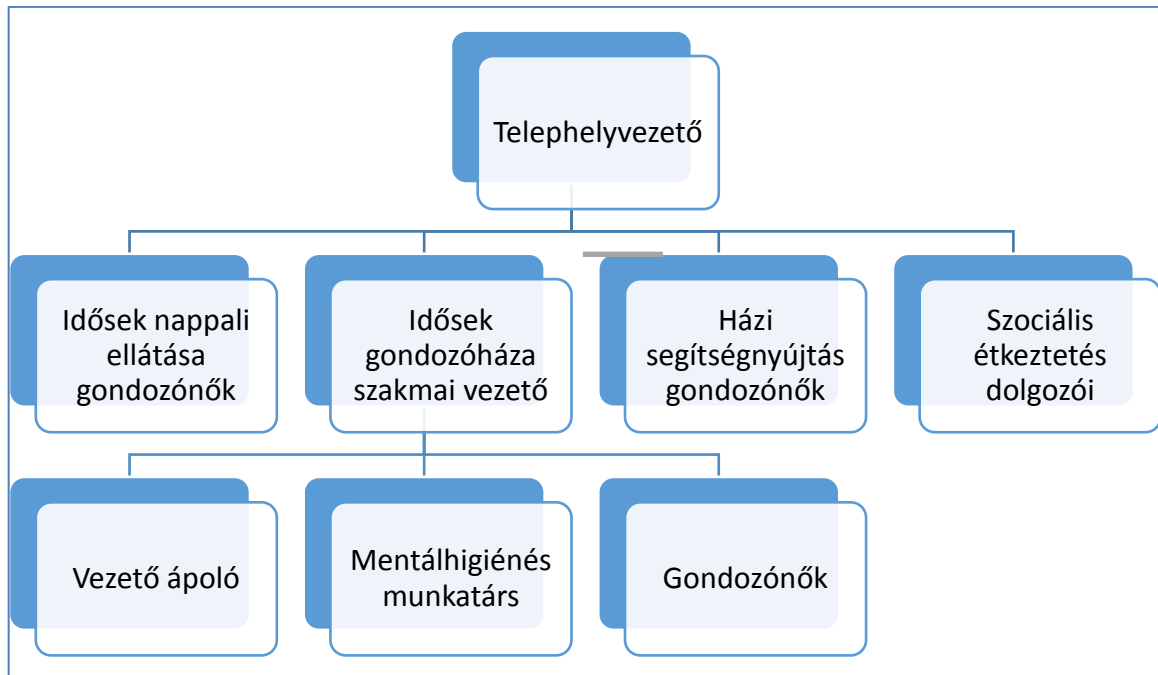 Telephelyvezető
Idősek nappali
ellátása
gondozónők
Idősek
gondozóháza
szakmai vezető
Házi
segítségnyújtás
gondozónők
Szociális
étkeztetés
dolgozói
Vezető ápoló
Mentálhigiénés
munkatárs
Gondozónők